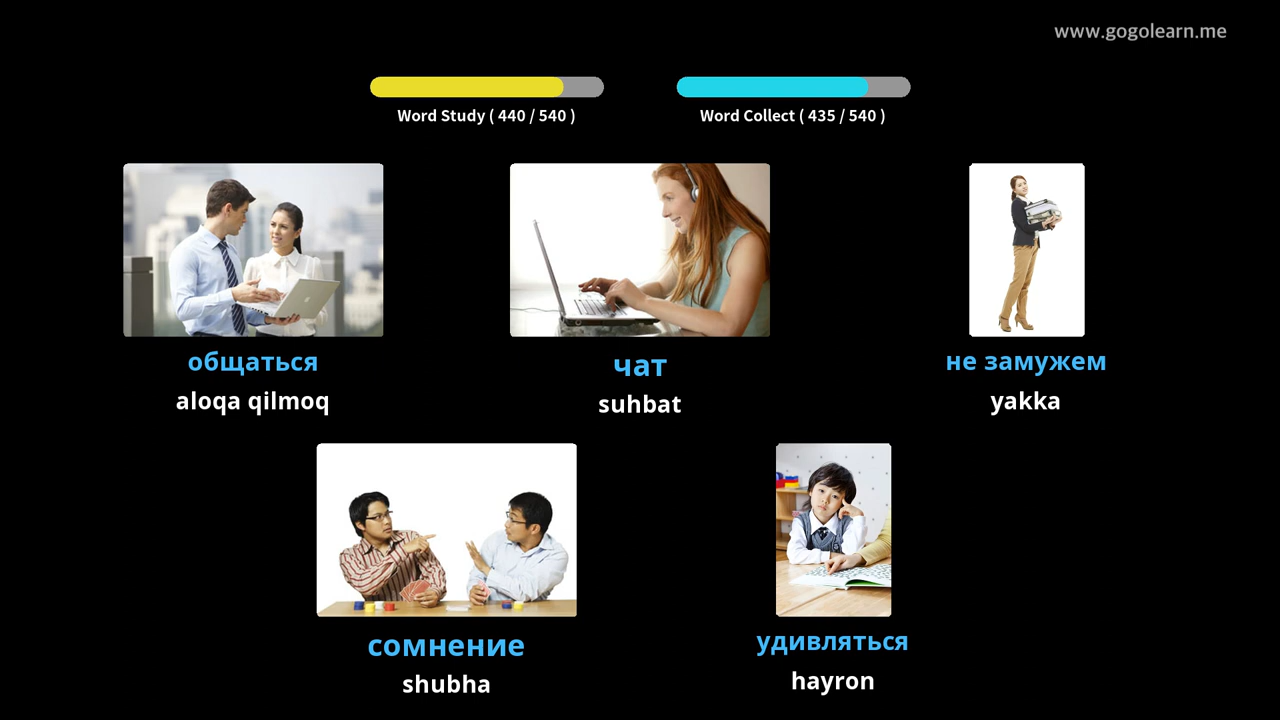 www.gogolearn.me
Word Study ( 440 / 540 )
Word Collect ( 435 / 540 )
общаться
aloqa qilmoq
чат
suhbat
не замужем
yakka
сомнение
shubha
удивляться
hayron